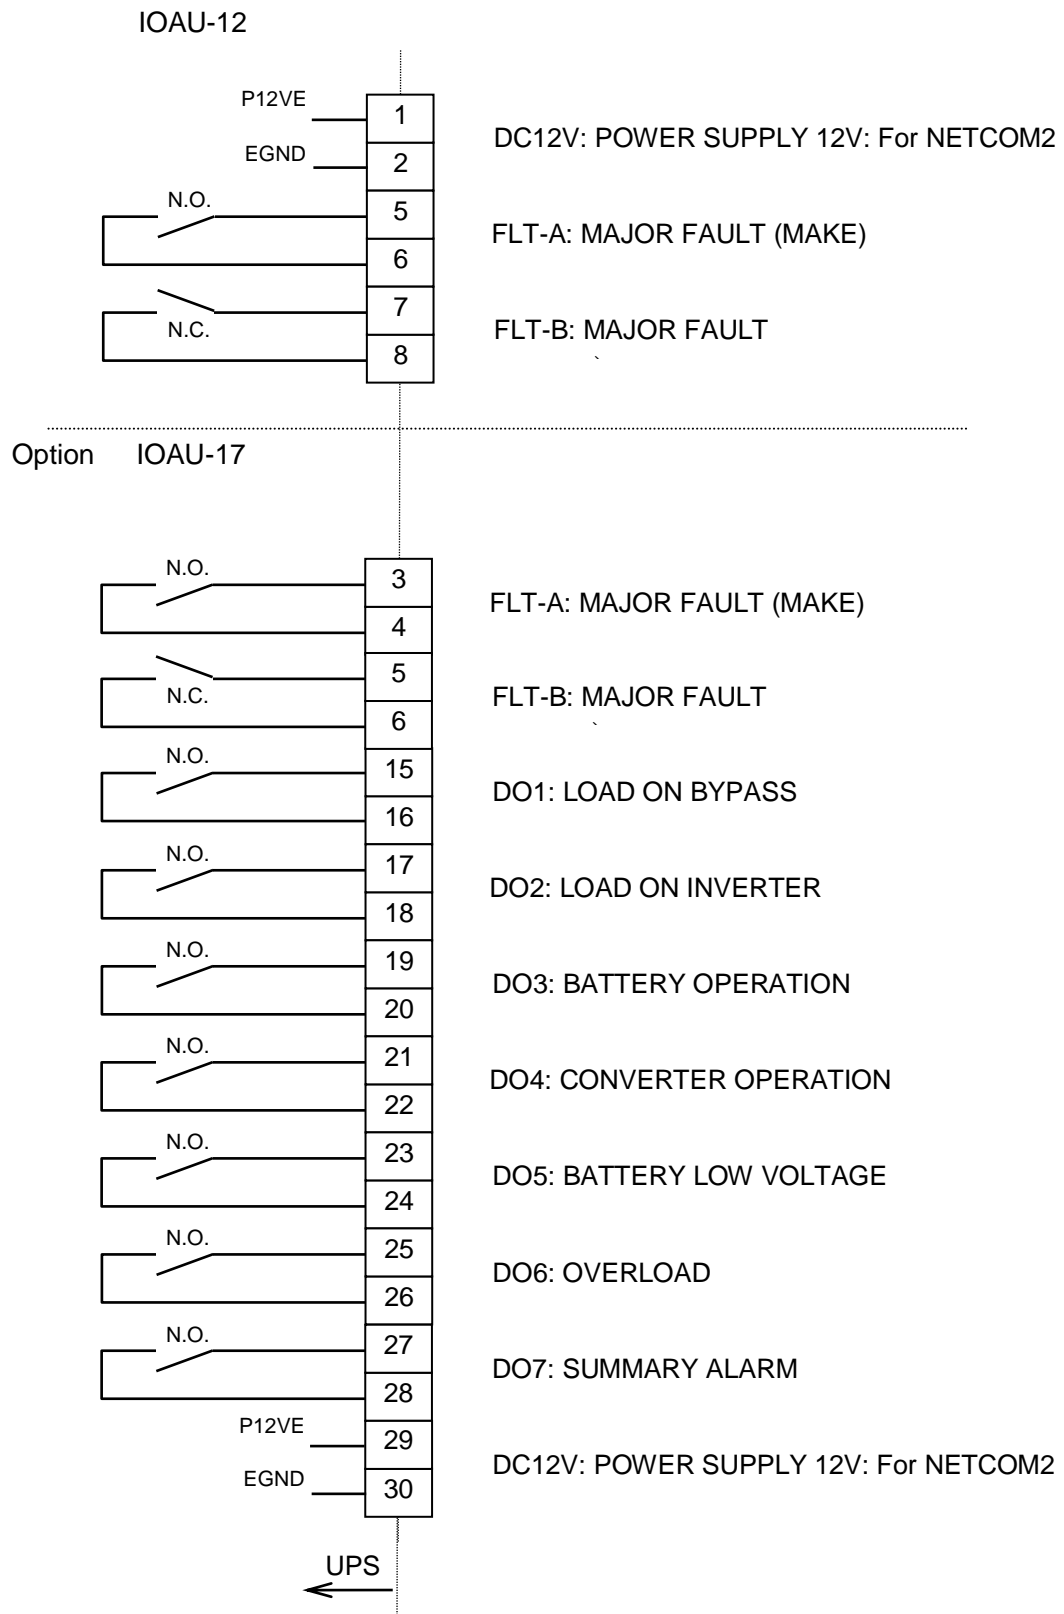 IOAU-12
P12VE
1
DC12V: POWER SUPPLY 12V: For NETCOM2
EGND
2
N.O.
5
FLT-A: MAJOR FAULT (MAKE)
6
7
N.C.
FLT-B: MAJOR FAULT
`
8
Option IOAU-17
N.O.
3
FLT-A: MAJOR FAULT (MAKE)
4
5
N.C.
FLT-B: MAJOR FAULT
`
6
N.O.
15
DO1: LOAD ON BYPASS
16
N.O.
17
DO2: LOAD ON INVERTER
18
N.O.
19
DO3: BATTERY OPERATION
20
N.O.
21
DO4: CONVERTER OPERATION
22
N.O.
23
DO5: BATTERY LOW VOLTAGE
24
N.O.
25
DO6: OVERLOAD
26
N.O.
27
DO7: SUMMARY ALARM
28
P12VE
29
DC12V: POWER SUPPLY 12V: For NETCOM2
EGND
30
UPS